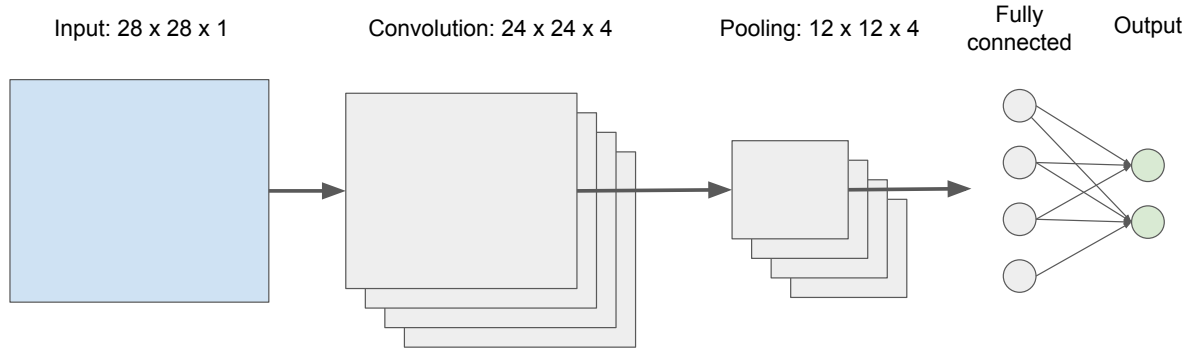 Input: 28 x 28 x 1
Convolution: 24 x 24 x 4
Pooling: 12 x 12 x 4
Fully
connected
Output